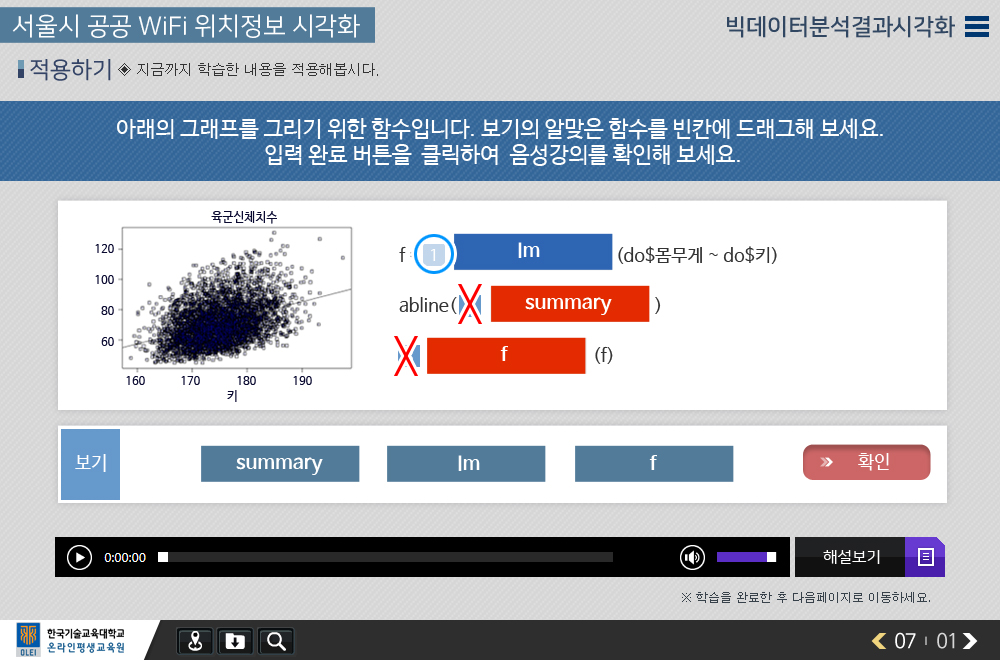 서울시 공공 WiFi 위치정보 시각화
빅데이터분석결과시각화
적용하기 ◈ 지금까지 학습한 내용을 적용해봅시다.
아래의 그래프를 그리기 위한 함수입니다. 보기의 알맞은 함수를 빈칸에 드래그해 보세요.
입력 완료 버튼을 클릭하여 음성강의를 확인해 보세요.
육군신체치수
120
100
80
60
160 170 180 190
키
f 1 lm (do$몸무게 ~ do$키)
abline( summary )
f (f)
보기 summary lm f 확인
0:00:00 해설보기
※ 학습을 완료한 후 다음페이지로 이동하세요.
DLEI 한국기술교육대학교
온라인평생교육원
07 01